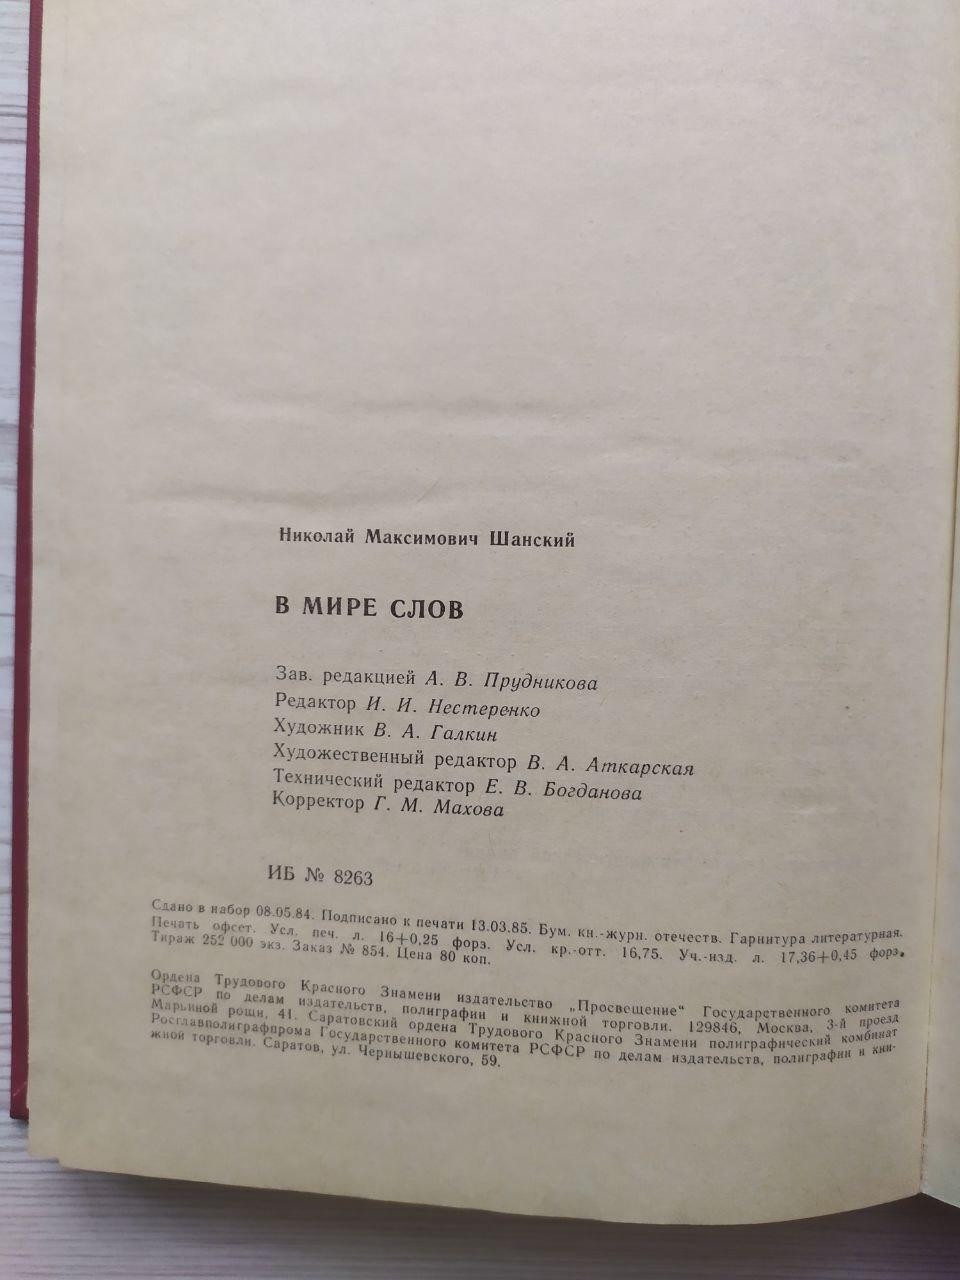 Николай Максимович Шанский
В МИРЕ СЛОВ
Зав. редакцией А. В. Прудникова
Редактор И. И. Нестеренко
Художник В. А. Галкин
Художественный редактор В. А. Аткарская
Технический редактор Е. В. Богданова
Корректор Г. М. Махова
ИБ № 8263
Сдано в набор 08.05.84. Подписано к печати 13.03.85. Бум. кн.-журн. отечеств. Гарнитура литературная.
Печать офсет. Усл. печ. л. 16+0,25 форз. Усл. кр.-отт. 16,75. Уч.-изд. л. 17,36+0,45 форз.
Тираж 252 000 экз. Заказ № 854. Цена 80 коп.
Ордена Трудового Красного Знамени издательство „Просвещение“ Государственного комитета
РСФСР по делам издательств, полиграфии и книжной торговли. 129846, Москва, 3-й проезд
Марьиной рощи, 41. Саратовский ордена Трудового Красного Знамени полиграфический комбинат
Росглавполиграфпрома Государственного комитета РСФСР по делам издательств, полиграфии и кни-
жной торговли. Саратов, ул. Чернышевского, 59.